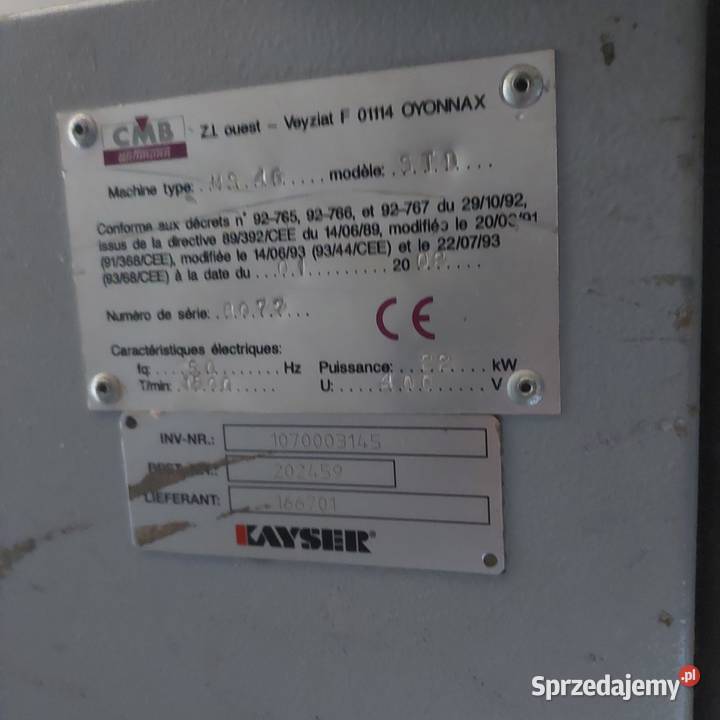 CMB
Z.I. ouest - Veyziat F 01114 OYONNAX
Machine type: modèle: S.T.D.
Conforme aux décrets n° 92-765, 92-766, et 92-767 du 29/10/92,
issus de la directive 89/392/CEE du 14/06/89, modifiée le 20/06/91
(91/368/CEE), modifiée le 14/06/93 (93/44/CEE) et le 22/07/93
(93/68/CEE) à la date du 01 20 02
Numéro de série: 0077
CE
Caractéristiques électriques:
fq: 50 Hz Puissance: kW
T/min: 1500 U: 400 V
INV-NR.: 1070003145
202459
LIEFERANT: 166701
KAYSER
Sprzedajemy.pl